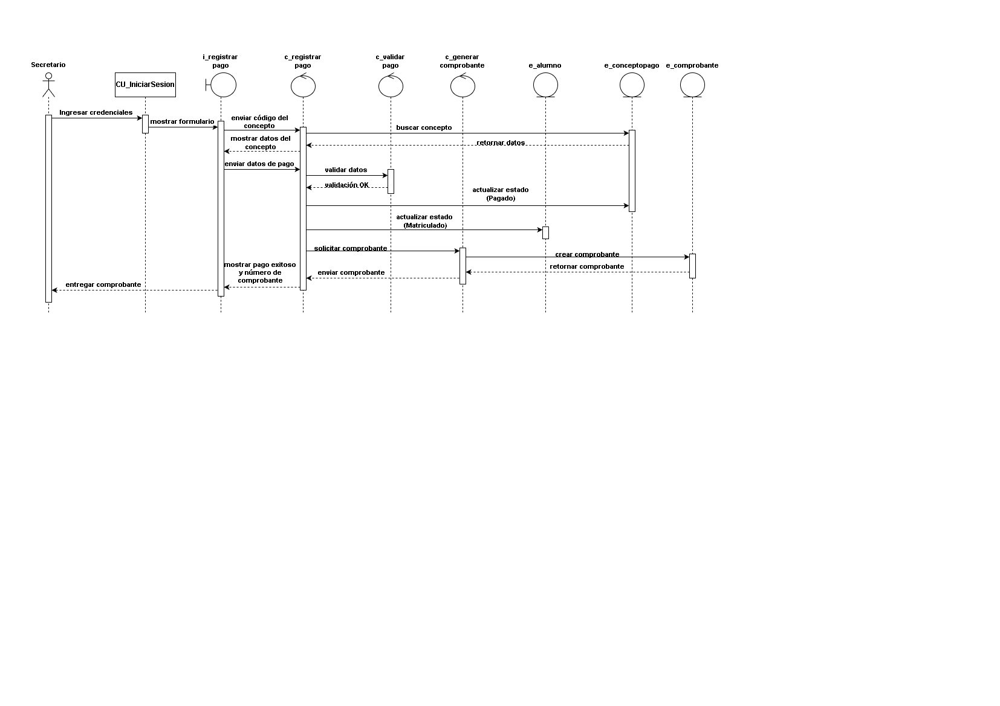 Secretario
CU_IniciarSesion
i_registrar
pago
c_registrar
pago
c_validar
pago
c_generar
comprobante
e_alumno
e_conceptopago
e_comprobante
Ingresar credenciales
mostrar formulario
enviar código del
concepto
buscar concepto
retornar datos
mostrar datos del
concepto
enviar datos de pago
validar datos
validación OK
actualizar estado
(Pagado)
actualizar estado
(Matriculado)
solicitar comprobante
crear comprobante
retornar comprobante
enviar comprobante
mostrar pago exitoso
y número de
comprobante
entregar comprobante